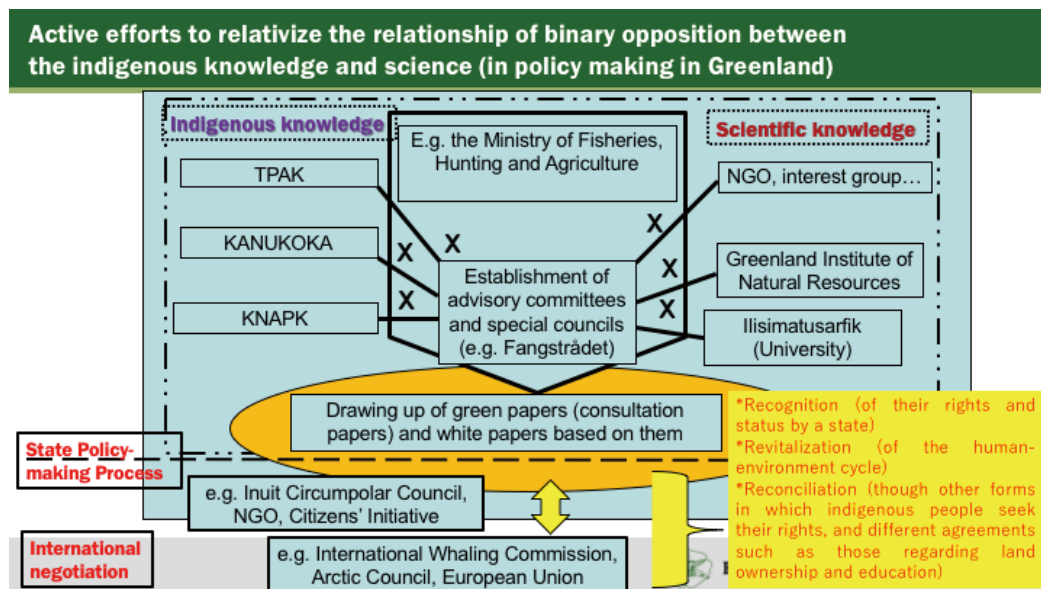 Active efforts to relativize the relationship of binary opposition between
the indigenous knowledge and science (in policy making in Greenland)
Indigenous knowledge
E.g. the Ministry of Fisheries,
Hunting and Agriculture
Scientific knowledge
TPAK
NGO, interest group…
KANUKOKA
X
X
X
X
Greenland Institute of
Natural Resources
KNAPK
X
X
Establishment of
advisory committees
and special councils
(e.g. Fangstrådet)
Ilisimatusarfik
(University)
Drawing up of green papers (consultation
papers) and white papers based on them
State Policy-
making Process
e.g. Inuit Circumpolar Council,
NGO, Citizens’ Initiative
International
negotiation
e.g. International Whaling Commission,
Arctic Council, European Union
*Recognition (of their rights and
status by a state)
*Revitalization (of the human-
environment cycle)
*Reconciliation (though other forms
in which indigenous people seek
their rights, and different agreements
such as those regarding land
ownership and education)